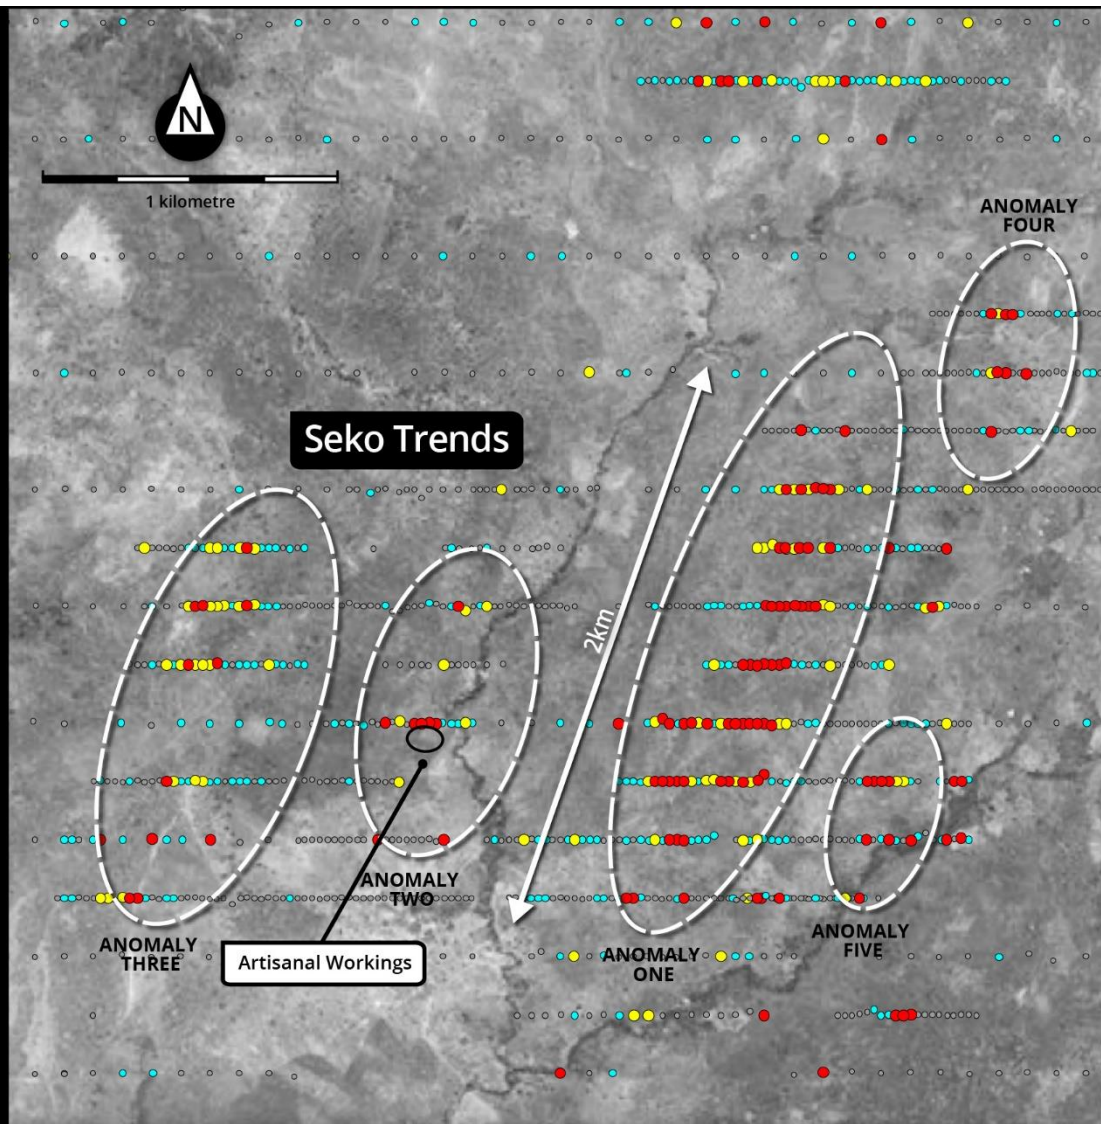 N
1 kilometre
ANOMALY
FOUR
Seko Trends
2km
ANOMALY
TWO
ANOMALY
THREE
Artisanal Workings
ANOMALY
ONE
ANOMALY
FIVE